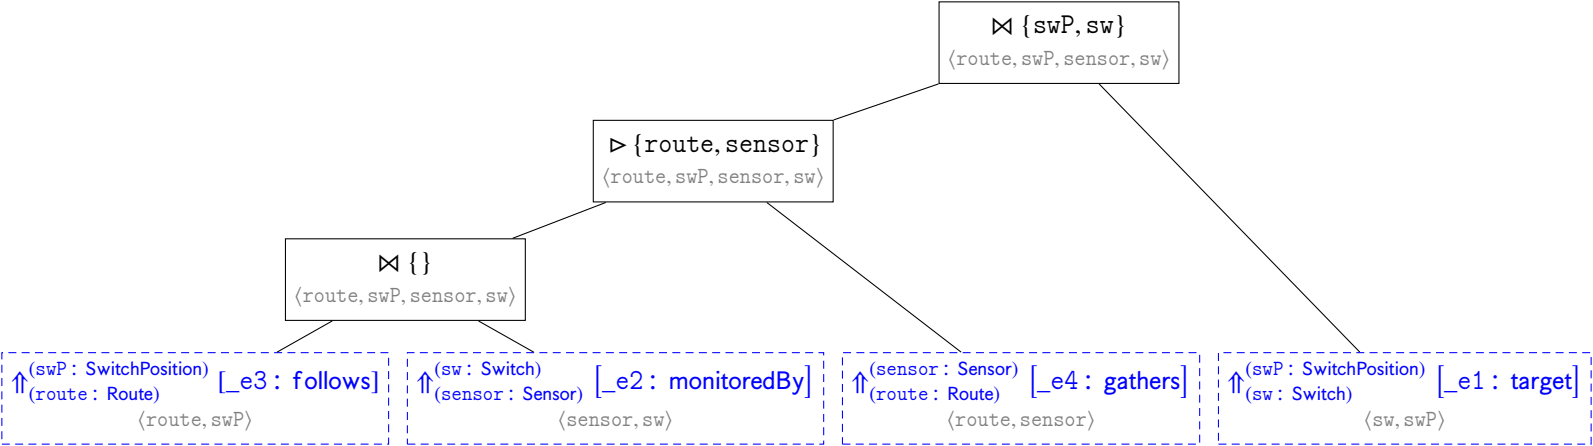 ⋈ {swP, sw}
⟨route, swP, sensor, sw⟩
▷ {route, sensor}
⟨route, swP, sensor, sw⟩
⋈ {}
⟨route, swP, sensor, sw⟩
⇑(swP: SwitchPosition)(route: Route) [_e3: follows]
⟨route, swP⟩
⇑(sw: Switch)(sensor: Sensor) [_e2: monitoredBy]
⟨sensor, sw⟩
⇑(sensor: Sensor)(route: Route) [_e4: gathers]
⟨route, sensor⟩
⇑(swP: SwitchPosition)(sw: Switch) [_e1: target]
⟨sw, swP⟩